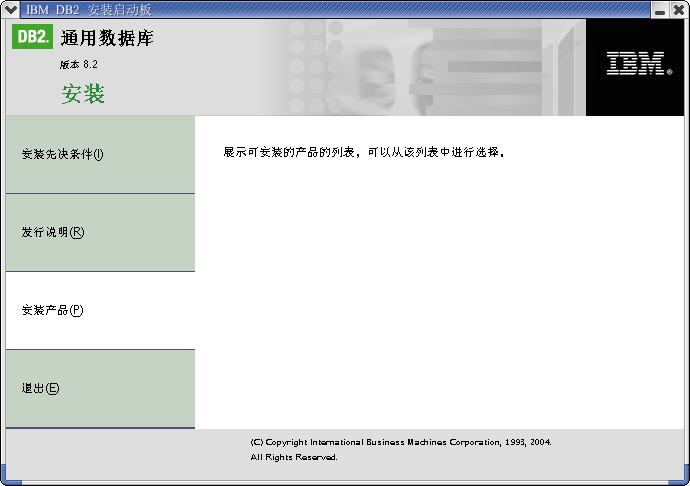 IBM DB2 安装启动板
DB2.
通用数据库
版本 8.2
安装
IBM®
安装先决条件(I)
展示可安装的产品的列表，可以从该列表中进行选择。
发行说明(R)
安装产品(P)
退出(E)
(C) Copyright International Business Machines Corporation, 1993, 2004.
All Rights Reserved.